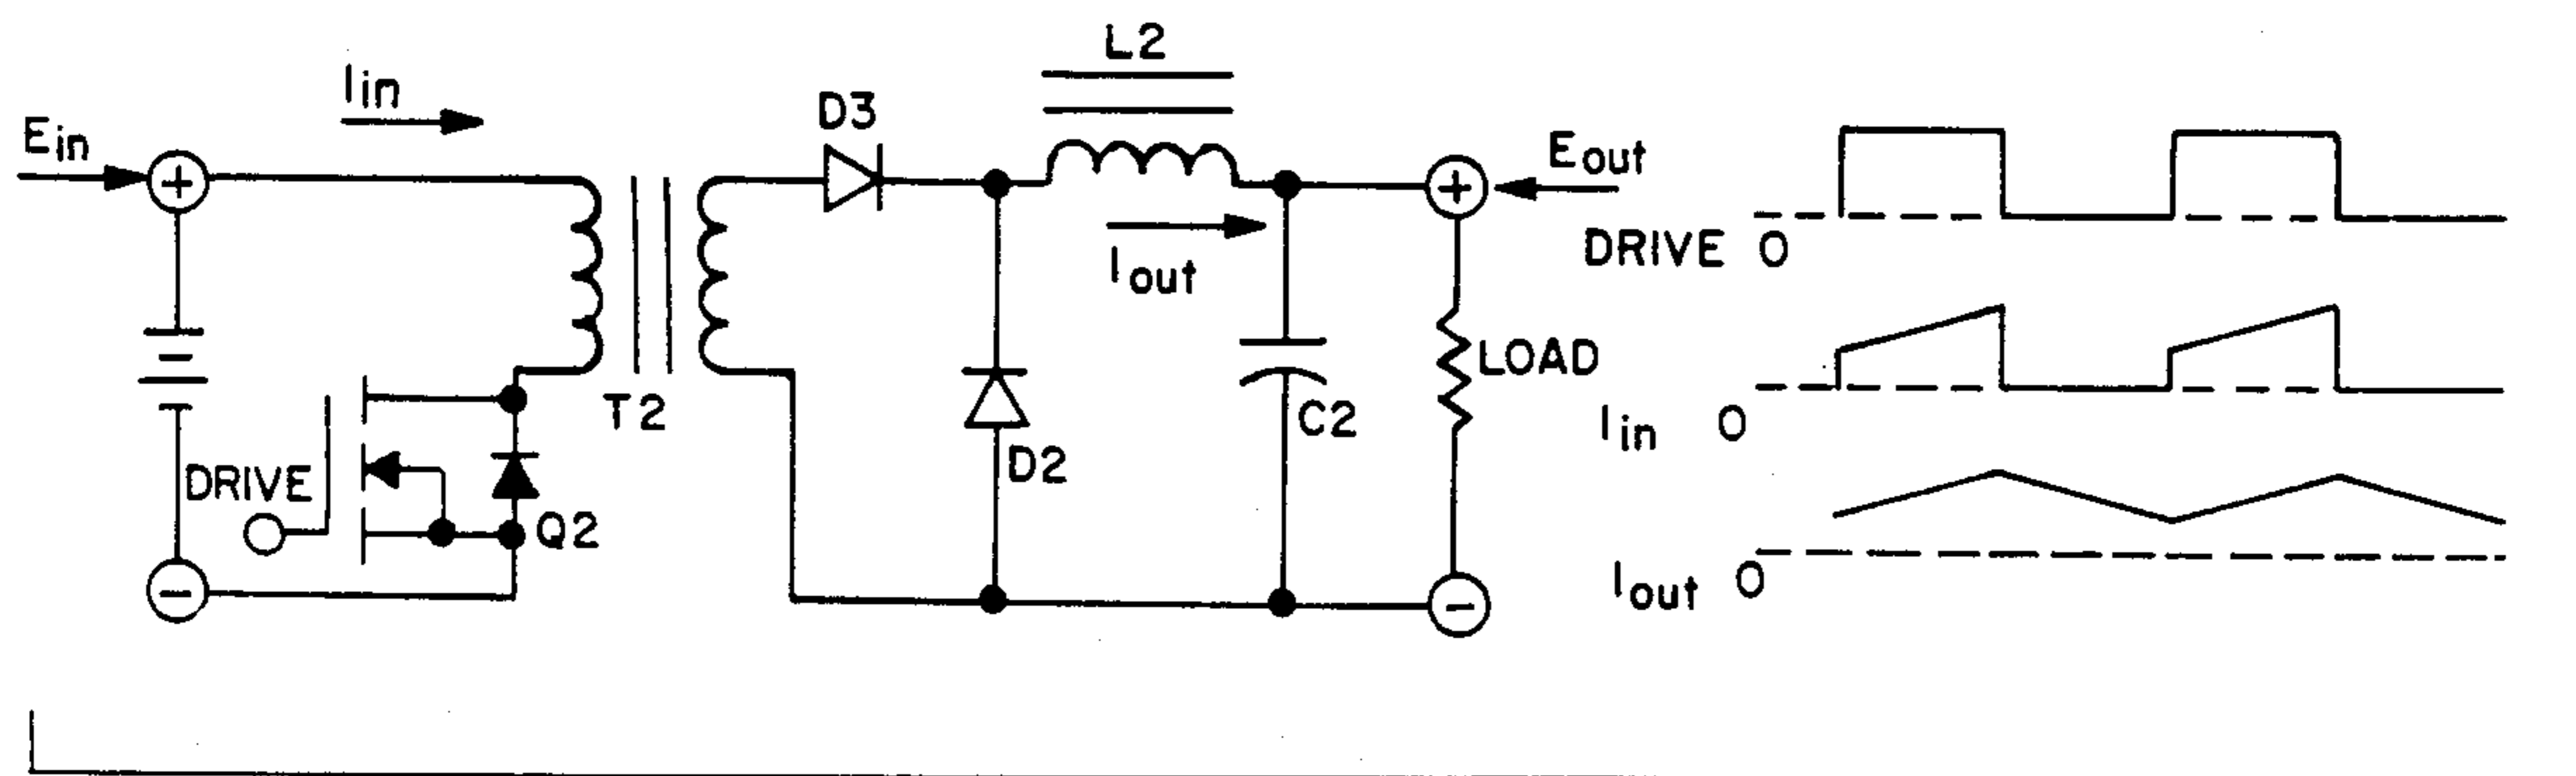 L2
Iin
D3
Ein
+
+
Eout
Iout
DRIVE 0
LOAD
T2
C2
Iin 0
D2
DRIVE
Q2
Iout 0
−
−